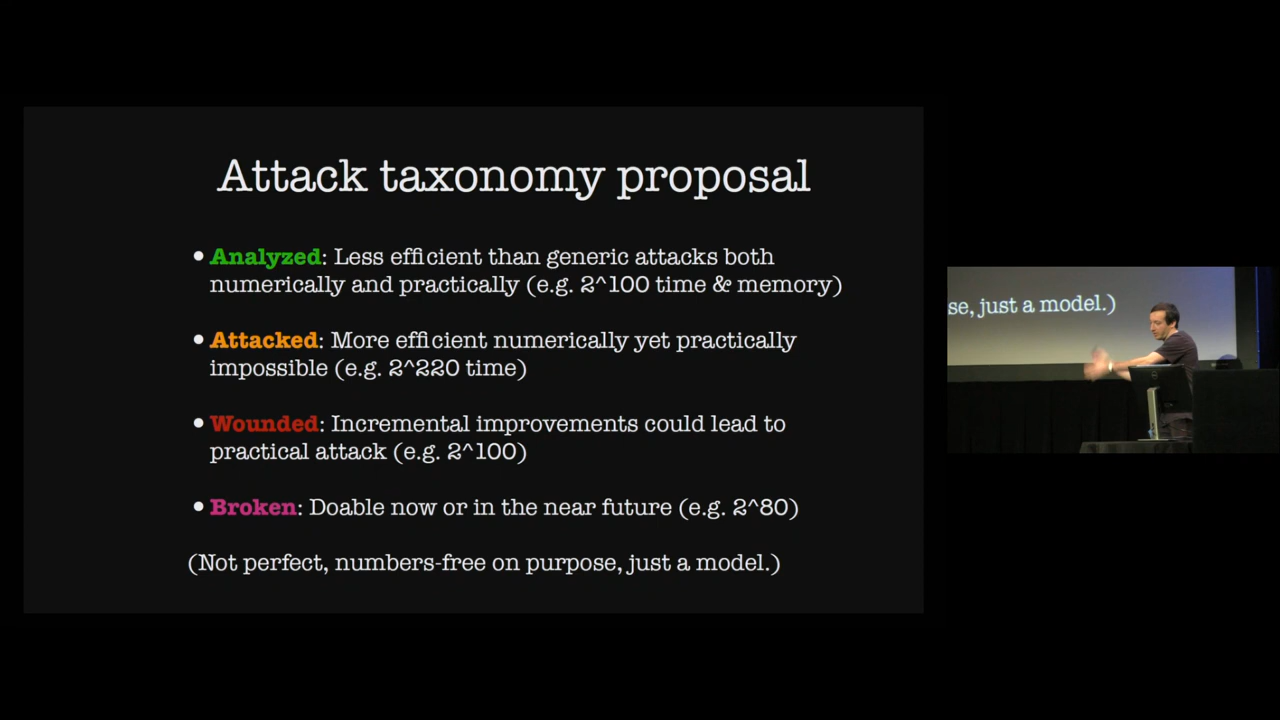 Attack taxonomy proposal
• Analyzed: Less efficient than generic attacks both
numerically and practically (e.g. 2^100 time & memory)
• Attacked: More efficient numerically yet practically
impossible (e.g. 2^220 time)
• Wounded: Incremental improvements could lead to
practical attack (e.g. 2^100)
• Broken: Doable now or in the near future (e.g. 2^80)
(Not perfect, numbers-free on purpose, just a model.)
se, just a model.)